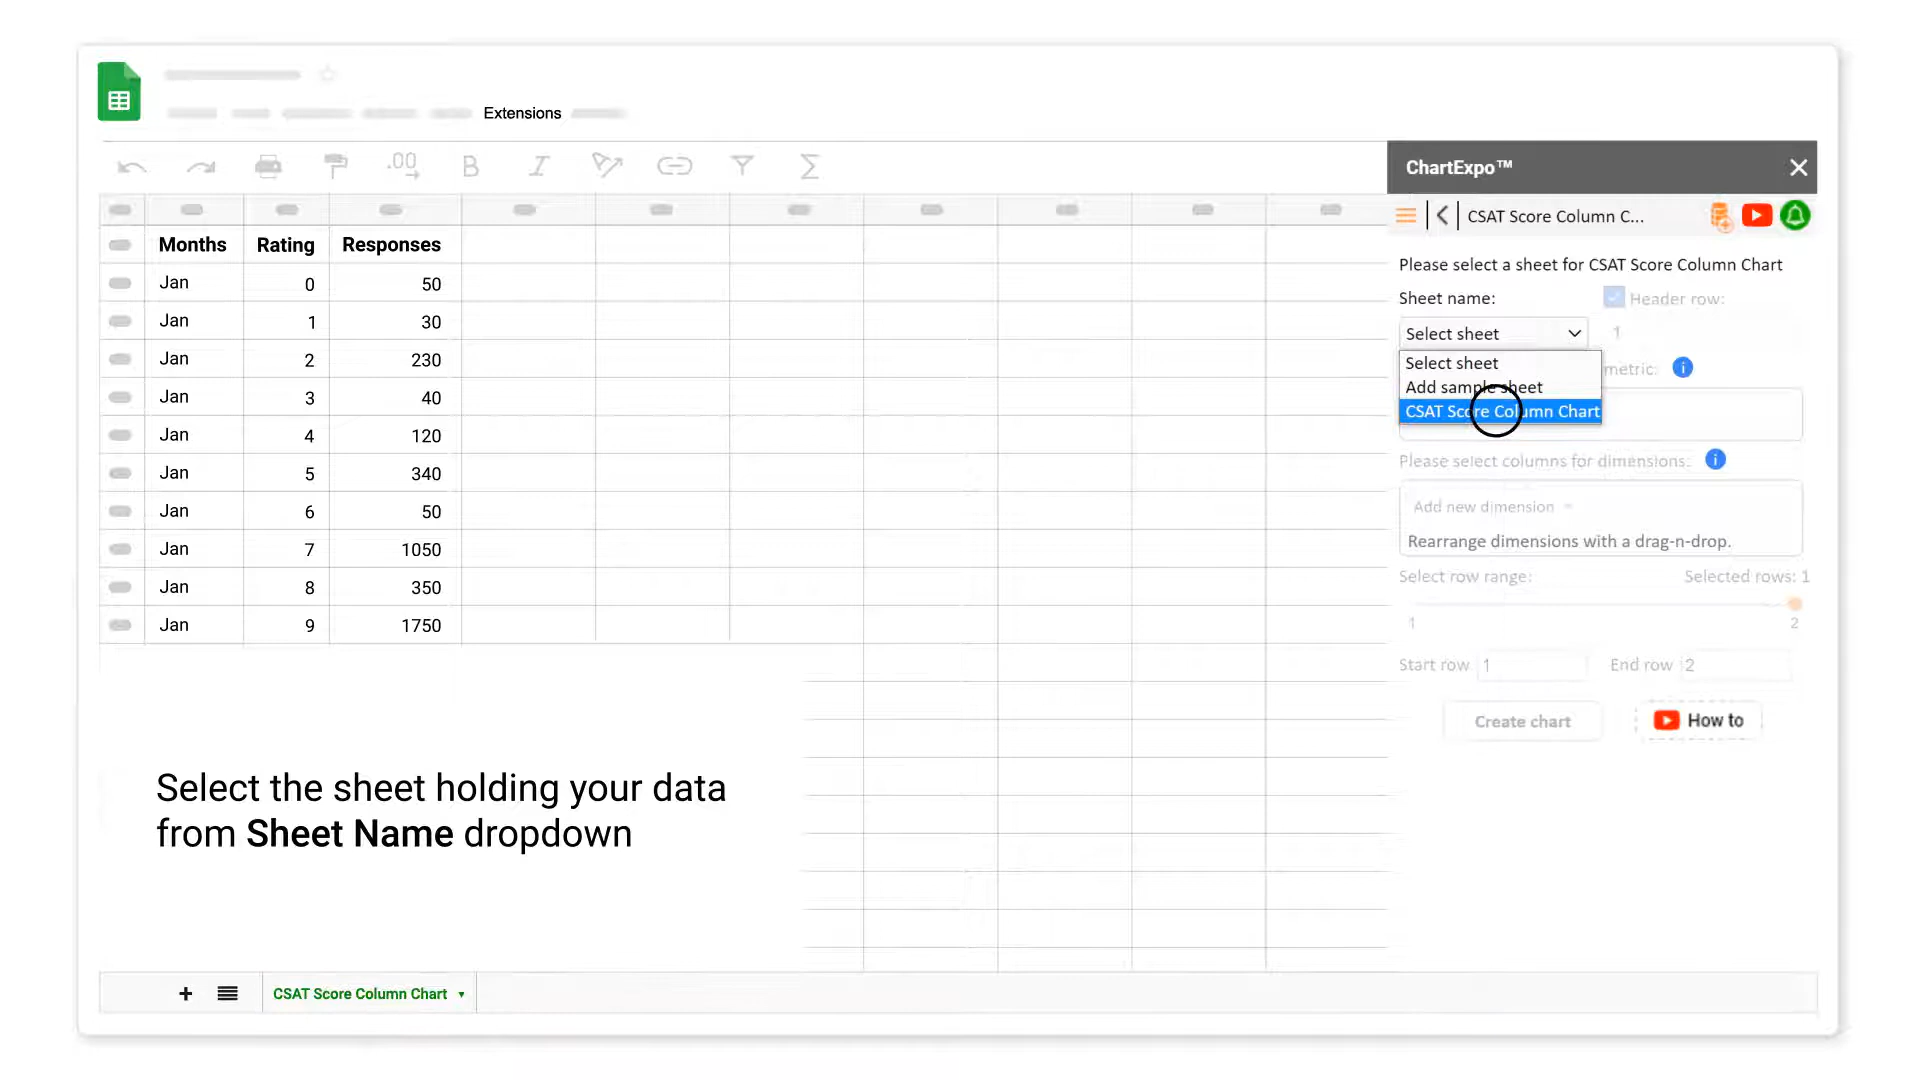 Extensions
.00
B
I
ChartExpo™
CSAT Score Column C...
Months Rating Responses
Jan 0 50
Jan 1 30
Jan 2 230
Jan 3 40
Jan 4 120
Jan 5 340
Jan 6 50
Jan 7 1050
Jan 8 350
Jan 9 1750
Please select a sheet for CSAT Score Column Chart
Sheet name: Header row:
Select sheet 1
Select sheet
Add sample sheet
CSAT Score Column Chart
metric:
Please select columns for dimensions:
Add new dimension
Rearrange dimensions with a drag-n-drop.
Select row range: Selected rows: 1
1 2
Start row 1 End row 2
Create chart How to
Select the sheet holding your data
from Sheet Name dropdown
CSAT Score Column Chart